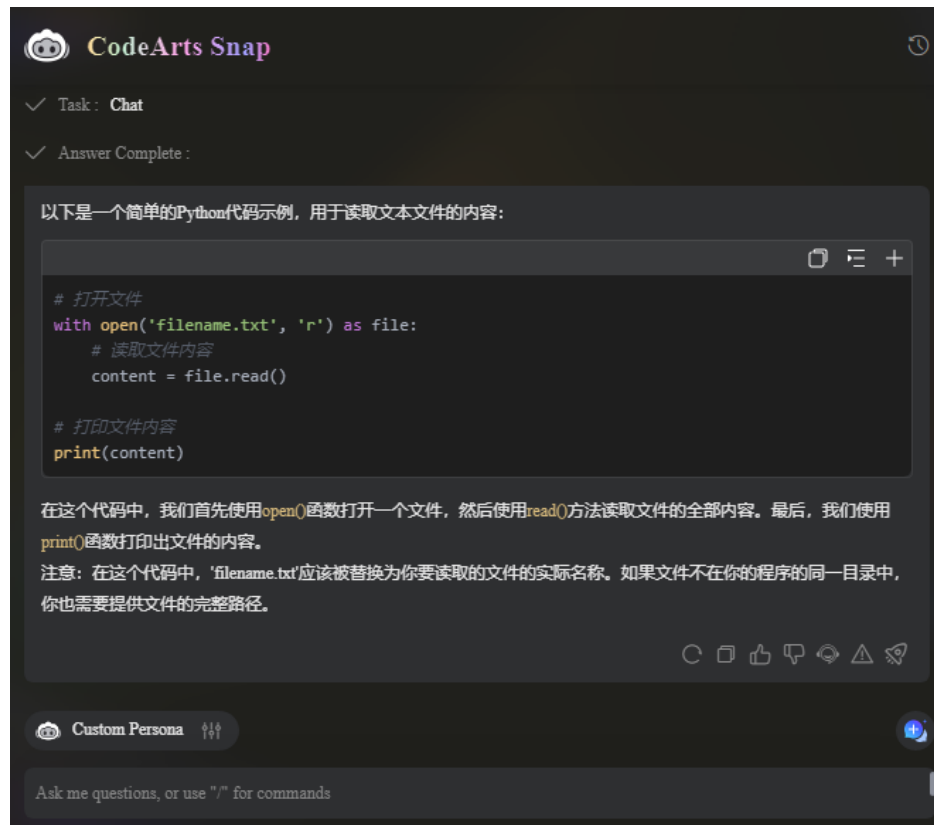 CodeArts Snap
Task : Chat
Answer Complete :
以下是一个简单的Python代码示例，用于读取文本文件的内容：
# 打开文件
with open('filename.txt', 'r') as file:
    # 读取文件内容
    content = file.read()
# 打印文件内容
print(content)
在这个代码中，我们首先使用open()函数打开一个文件，然后使用read()方法读取文件的全部内容。最后，我们使用
print()函数打印出文件的内容。
注意：在这个代码中，'filename.txt'应该被替换为你要读取的文件的实际名称。如果文件不在你的程序的同一目录中，
你也需要提供文件的完整路径。
Custom Persona
Ask me questions, or use "/" for commands